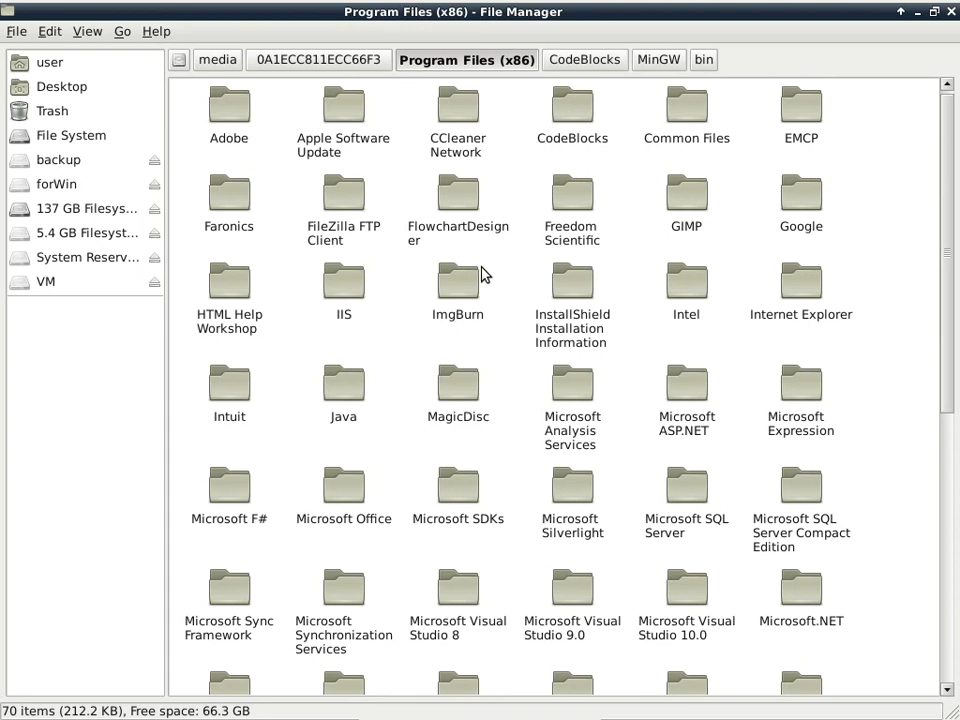 Program Files (x86) - File Manager
File Edit View Go Help
user
Desktop
Trash
File System
backup
forWin
137 GB Filesys...
5.4 GB Filesyst...
System Reserv...
VM
media 0A1ECC811ECC66F3 Program Files (x86) CodeBlocks MinGW bin
Adobe
Apple Software
Update
CCleaner
Network
CodeBlocks
Common Files
EMCP
Faronics
FileZilla FTP
Client
FlowchartDesign
er
Freedom
Scientific
GIMP
Google
HTML Help
Workshop
IIS
ImgBurn
InstallShield
Installation
Information
Intel
Internet Explorer
Intuit
Java
MagicDisc
Microsoft
Analysis
Services
Microsoft
ASP.NET
Microsoft
Expression
Microsoft F#
Microsoft Office
Microsoft SDKs
Microsoft
Silverlight
Microsoft SQL
Server
Microsoft SQL
Server Compact
Edition
Microsoft Sync
Framework
Microsoft
Synchronization
Services
Microsoft Visual
Studio 8
Microsoft Visual
Studio 9.0
Microsoft Visual
Studio 10.0
Microsoft.NET
70 items (212.2 KB), Free space: 66.3 GB